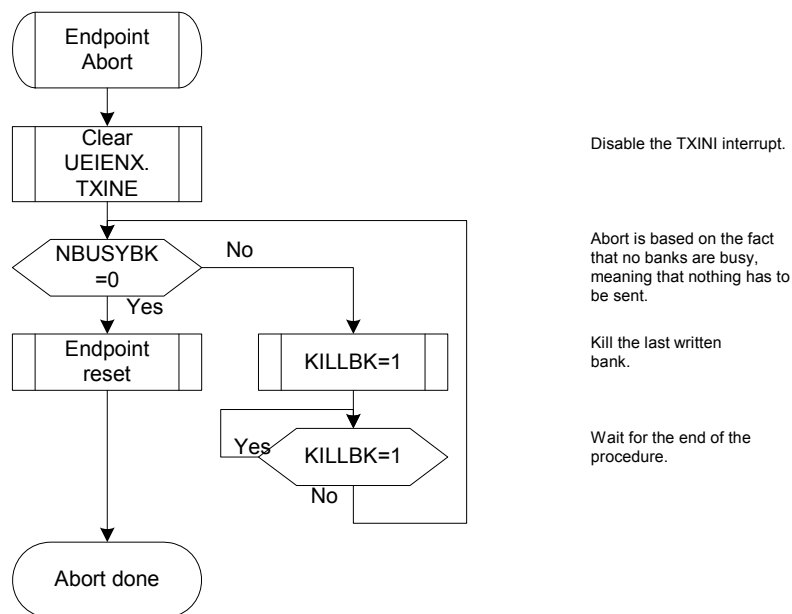 Endpoint
Abort
Clear
UEIENX.
TXINE
Disable the TXINI interrupt.
NBUSYBK
=0
No
Yes
Abort is based on the fact
that no banks are busy,
meaning that nothing has to
be sent.
Endpoint
reset
KILLBK=1
Kill the last written
bank.
Yes
KILLBK=1
No
Wait for the end of the
procedure.
Abort done